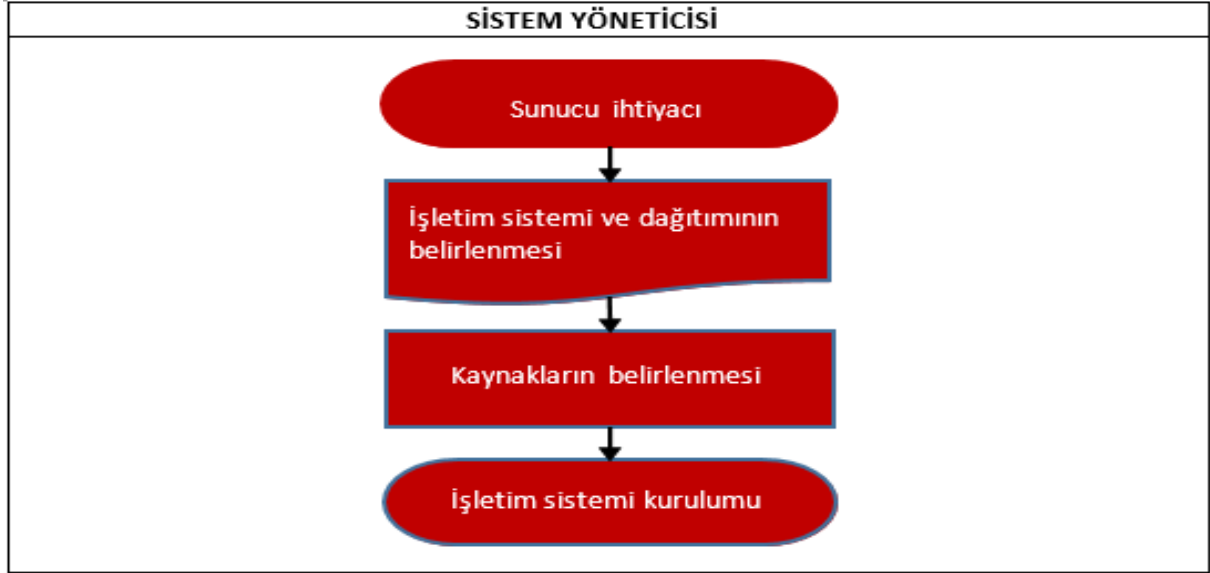 SİSTEM YÖNETİCİSİ
Sunucu ihtiyacı
İşletim sistemi ve dağıtımının
belirlenmesi
Kaynakların belirlenmesi
İşletim sistemi kurulumu